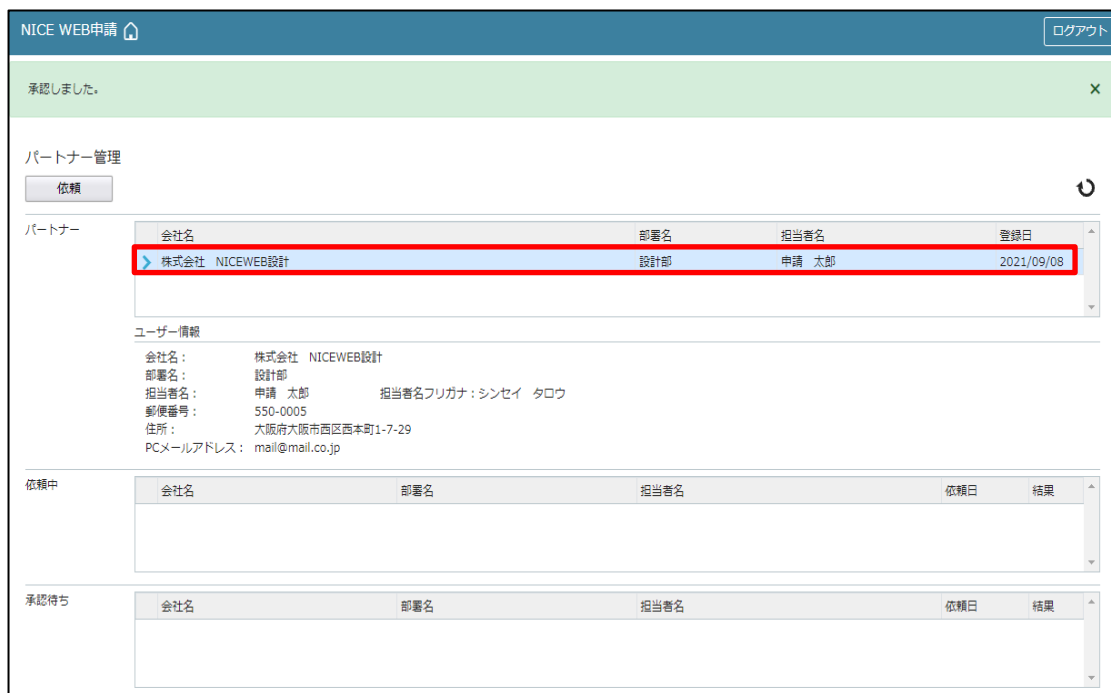 NICE WEB申請 ログアウト
承認しました。 ×
パートナー管理
依頼
パートナー
会社名 部署名 担当者名 登録日
株式会社　NICEWEB設計 設計部 申請　太郎 2021/09/08
ユーザー情報
会社名： 株式会社　NICEWEB設計
部署名： 設計部
担当者名： 申請　太郎 担当者名フリガナ：シンセイ　タロウ
郵便番号： 550-0005
住所： 大阪府大阪市西区西本町1-7-29
PCメールアドレス： mail@mail.co.jp
依頼中
会社名 部署名 担当者名 依頼日 結果
承認待ち
会社名 部署名 担当者名 依頼日 結果